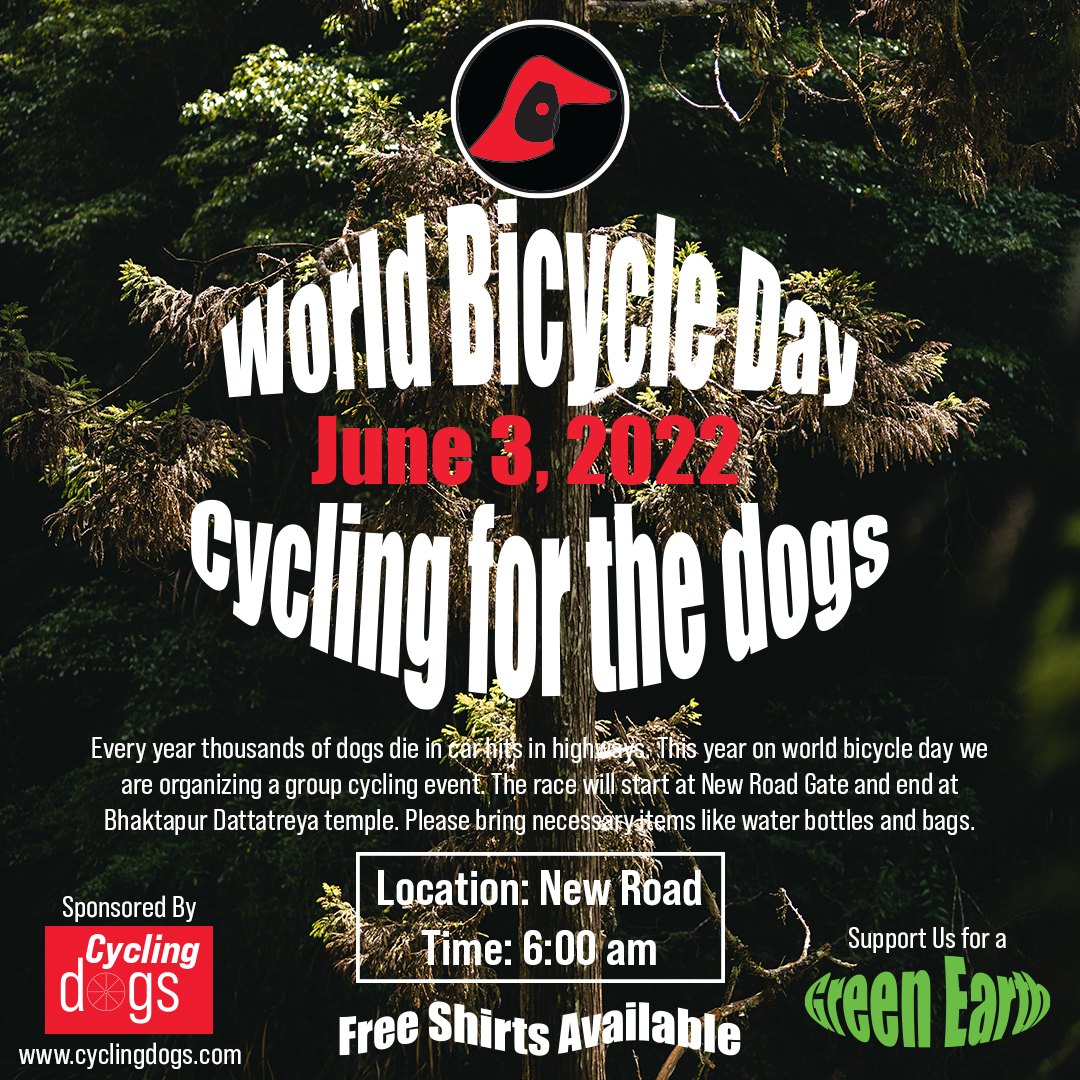 World Bicycle Day
June 3, 2022
Cycling for the dogs
Every year thousands of dogs die in car hits in highways. This year on world bicycle day we
are organizing a group cycling event. The race will start at New Road Gate and end at
Bhaktapur Dattatreya temple. Please bring necessary items like water bottles and bags.
Location: New Road
Time: 6:00 am
Free Shirts Available
Sponsored By
Cycling
dogs
www.cyclingdogs.com
Support Us for a
Green Earth